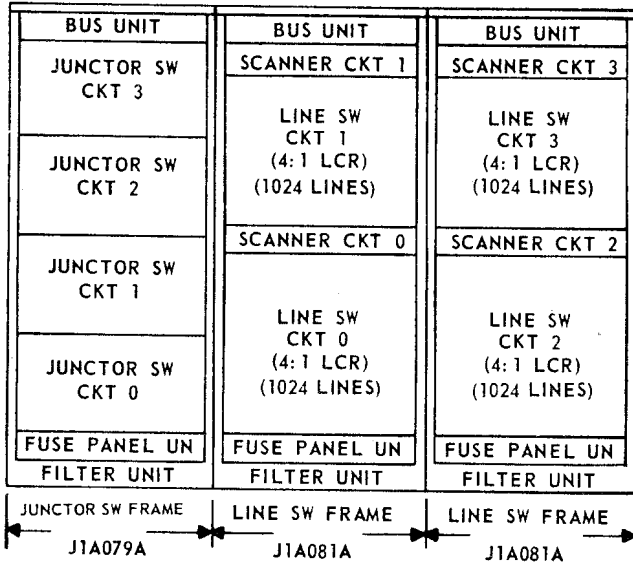 BUS UNIT
JUNCTOR SW
CKT 3
JUNCTOR SW
CKT 2
JUNCTOR SW
CKT 1
JUNCTOR SW
CKT 0
FUSE PANEL UN
FILTER UNIT
JUNCTOR SW FRAME
J1A079A
BUS UNIT
SCANNER CKT 1
LINE SW
CKT 1
(4:1 LCR)
(1024 LINES)
SCANNER CKT 0
LINE SW
CKT 0
(4:1 LCR)
(1024 LINES)
FUSE PANEL UN
FILTER UNIT
LINE SW FRAME
J1A081A
BUS UNIT
SCANNER CKT 3
LINE SW
CKT 3
(4:1 LCR)
(1024 LINES)
SCANNER CKT 2
LINE SW
CKT 2
(4:1 LCR)
(1024 LINES)
FUSE PANEL UN
FILTER UNIT
LINE SW FRAME
J1A081A